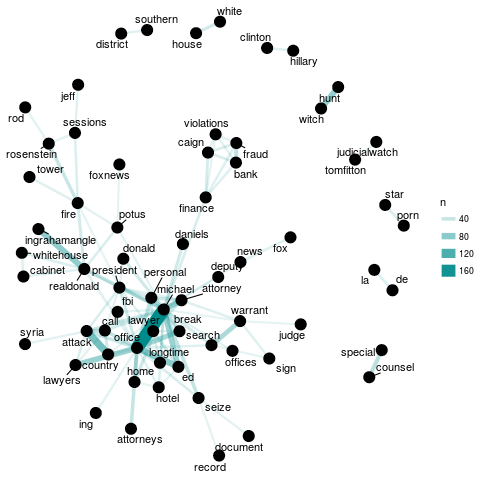 white
southern
district
house
clinton
hillary
jeff
hunt
rod
witch
sessions
violations
rosenstein
caign
fraud
judicialwatch
tower
foxnews
bank
tomfitton
star
fire
potus
finance
porn
n
40
ingrahamangle
daniels
news
fox
80
whitehouse
donald
deputy
120
cabinet
president
personal
la
de
160
realdonald
michael
attorney
fbi
call
lawyer
break
warrant
syria
attack
office
search
judge
country
longtime
offices
special
lawyers
home
ed
sign
counsel
hotel
ing
seize
attorneys
document
record